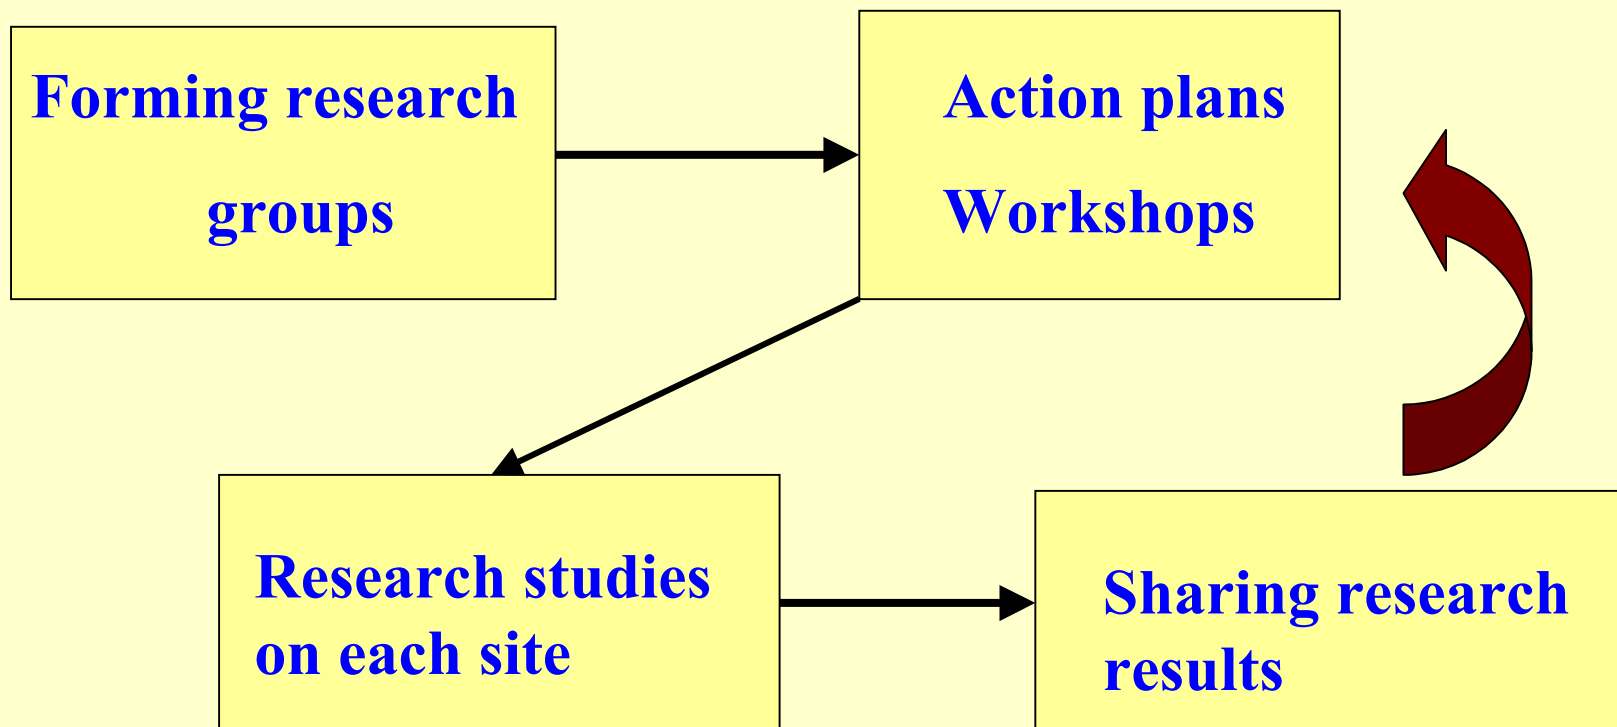 Forming research
groups
Action plans
Workshops
Research studies
on each site
Sharing research
results